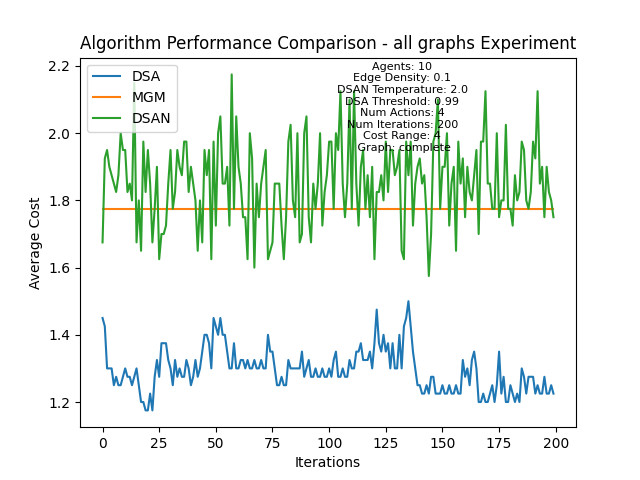 Algorithm Performance Comparison - all graphs Experiment
DSA
MGM
DSAN
Agents: 10
Edge Density: 0.1
DSAN Temperature: 2.0
DSA Threshold: 0.99
Num Actions: 4
Num Iterations: 200
Cost Range: 4
Graph: complete
Average Cost
2.2
2.0
1.8
1.6
1.4
1.2
0 25 50 75 100 125 150 175 200
Iterations